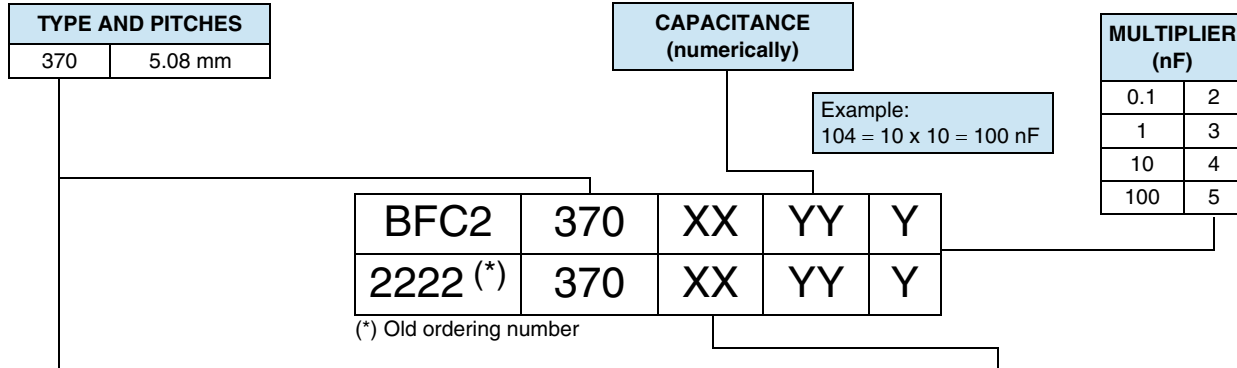 TYPE AND PITCHES
370 5.08 mm
CAPACITANCE
(numerically)
MULTIPLIER
(nF)
0.1 2
1 3
10 4
100 5
Example:
104 = 10 x 10 = 100 nF
BFC2 370 XX YY Y
2222 (*) 370 XX YY Y
(*) Old ordering number